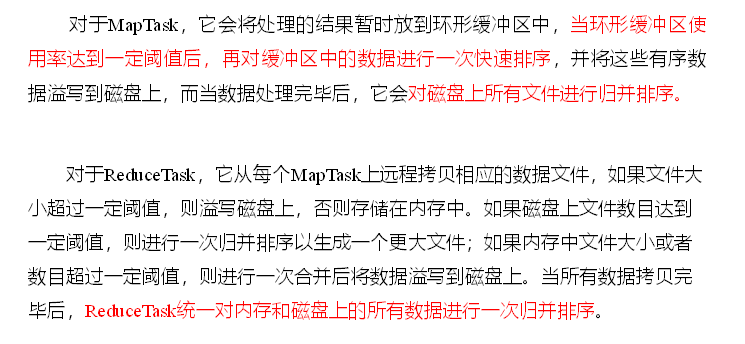 对于MapTask，它会将处理的结果暂时放到环形缓冲区中，当环形缓冲区使
用率达到一定阈值后，再对缓冲区中的数据进行一次快速排序，并将这些有序数
据溢写到磁盘上，而当数据处理完毕后，它会对磁盘上所有文件进行归并排序。
对于ReduceTask，它从每个MapTask上远程拷贝相应的数据文件，如果文件大
小超过一定阈值，则溢写磁盘上，否则存储在内存中。如果磁盘上文件数目达到
一定阈值，则进行一次归并排序以生成一个更大文件；如果内存中文件大小或者
数目超过一定阈值，则进行一次合并后将数据溢写到磁盘上。当所有数据拷贝完
毕后，ReduceTask统一对内存和磁盘上的所有数据进行一次归并排序。